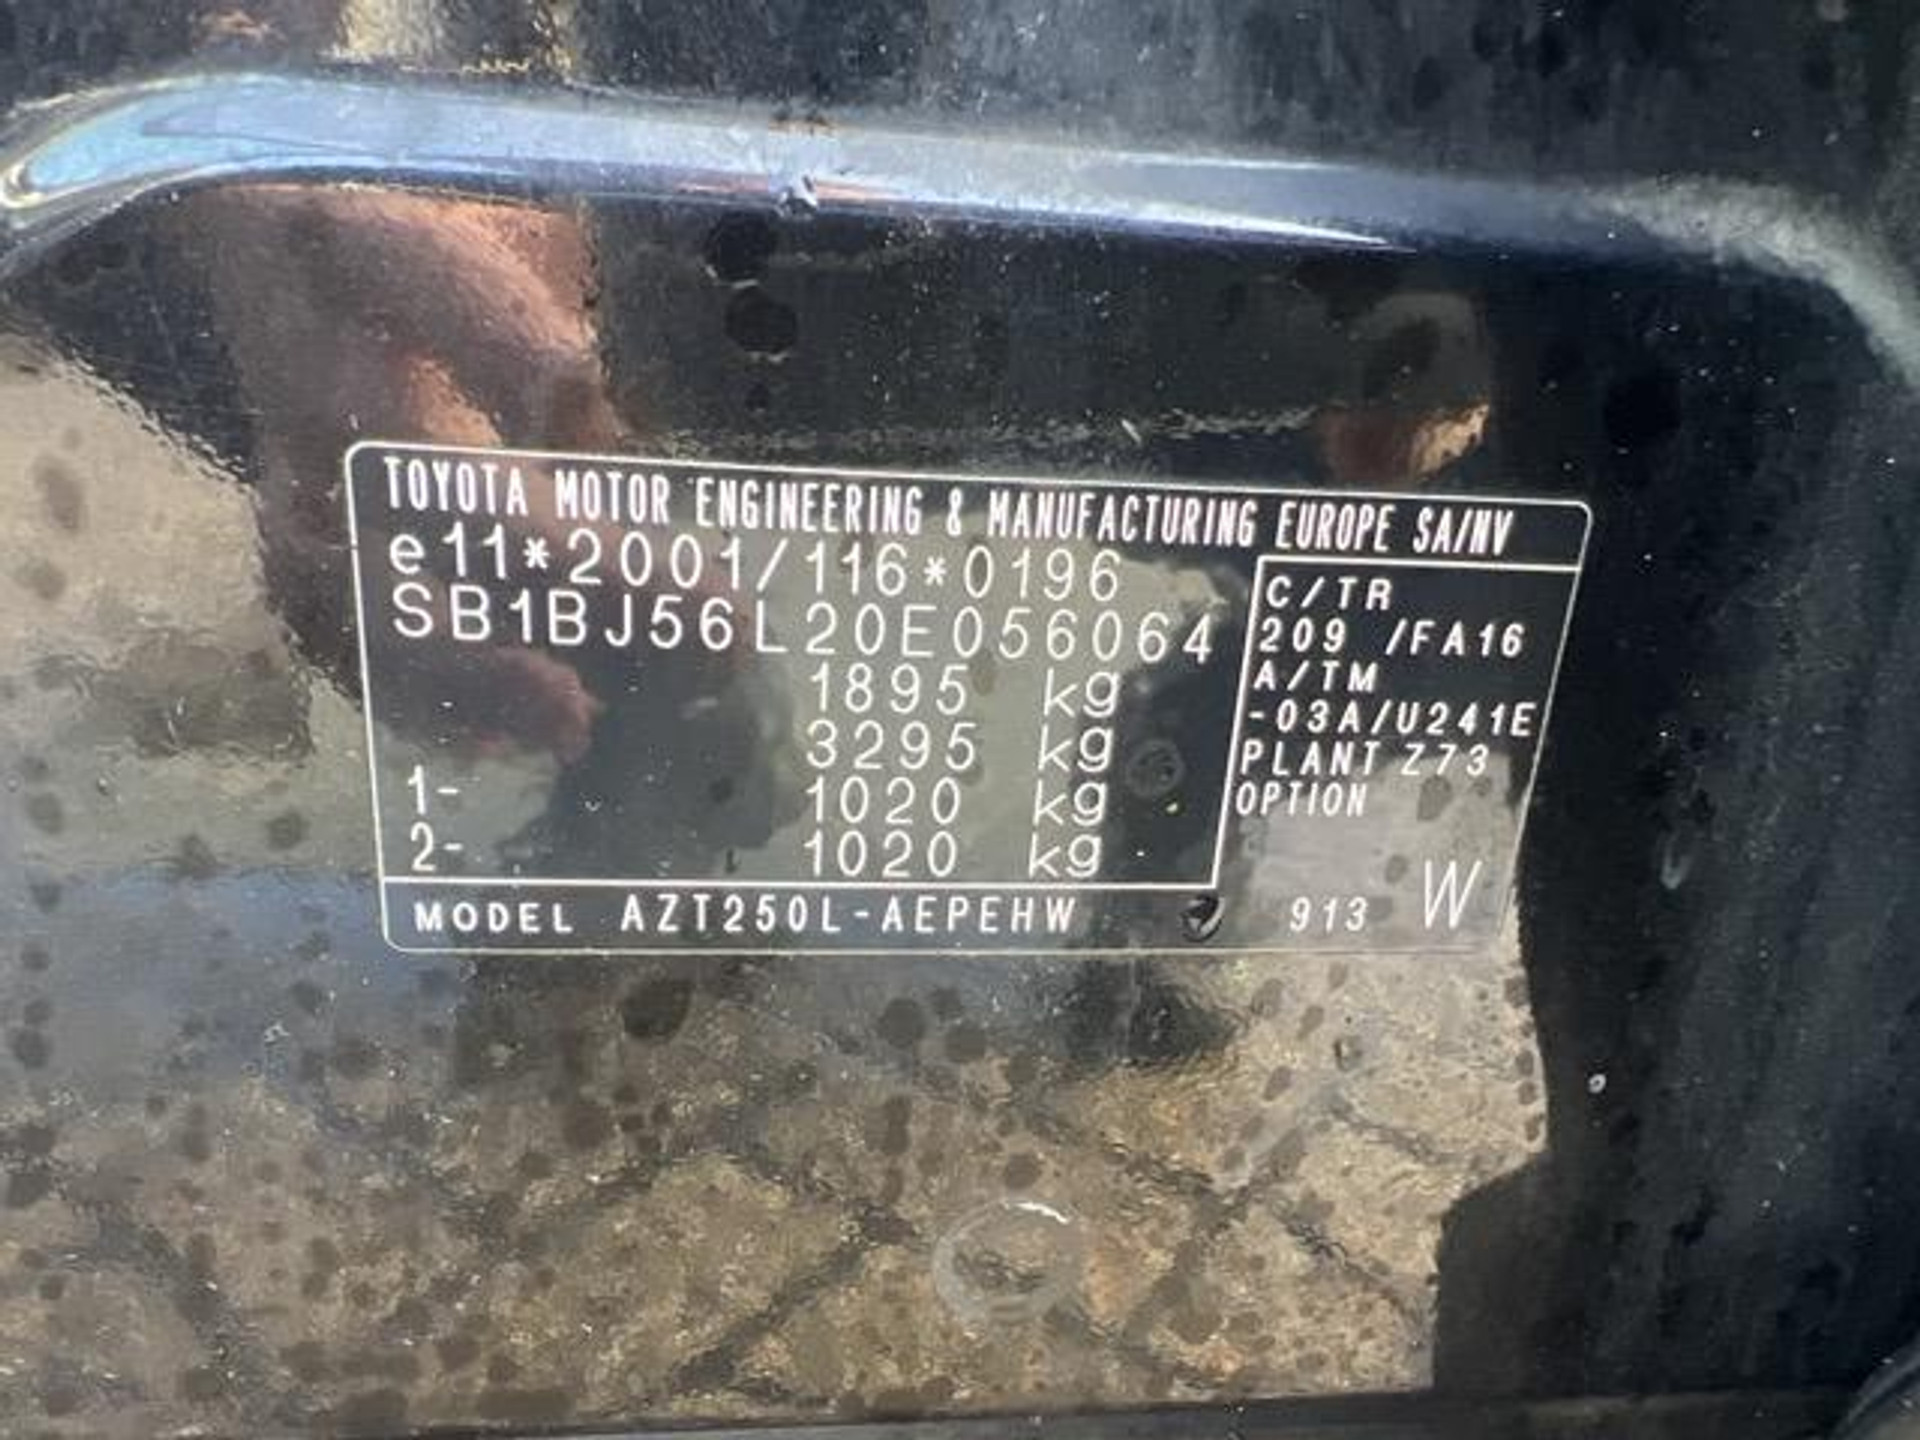 TOYOTA MOTOR ENGINEERING & MANUFACTURING EUROPE SA/NV
e11*2001/116*0196
SB1BJ56L20E056064
1895 kg
3295 kg
1- 1020 kg
2- 1020 kg
C/TR
209 /FA16
A/TM
-03A/U241E
PLANT Z73
OPTION
MODEL AZT250L-AEPEHW
913 W